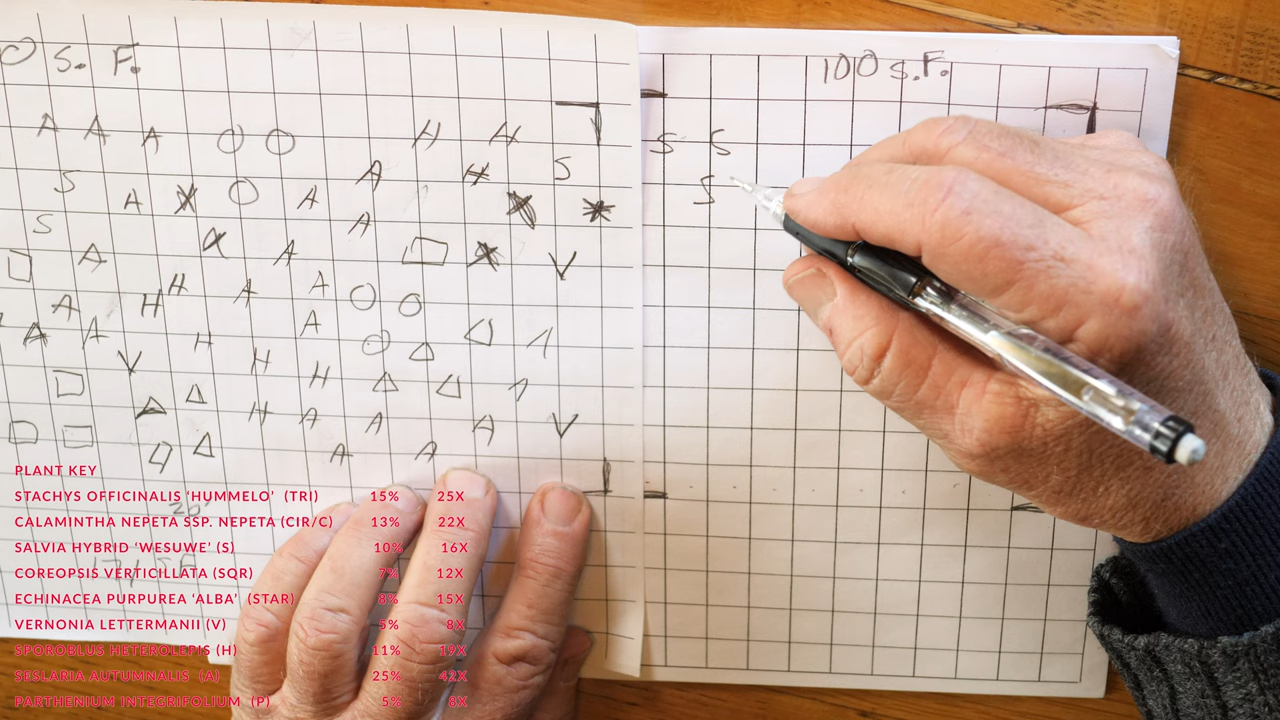 0 S. F.
100 S.F.
A A A O O H H
S A O A A H S
S A A A V
A H H A A O O
A A H A O
V H H
H A A A V
A A
S S
S
PLANT KEY
STACHYS OFFICINALIS ‘HUMMELO’ (TRI) 15% 25X
CALAMINTHA NEPETA SSP. NEPETA (CIR/C) 13% 22X
SALVIA HYBRID ‘WESUWE’ (S) 10% 16X
COREOPSIS VERTICILLATA (SQR) 7% 12X
ECHINACEA PURPUREA ‘ALBA’ (STAR) 8% 15X
VERNONIA LETTERMANII (V) 5% 8X
SPOROBLUS HETEROLEPIS (H) 11% 19X
SESLARIA AUTUMNALIS (A) 25% 42X
PARTHENIUM INTEGRIFOLIUM (P) 5% 8X